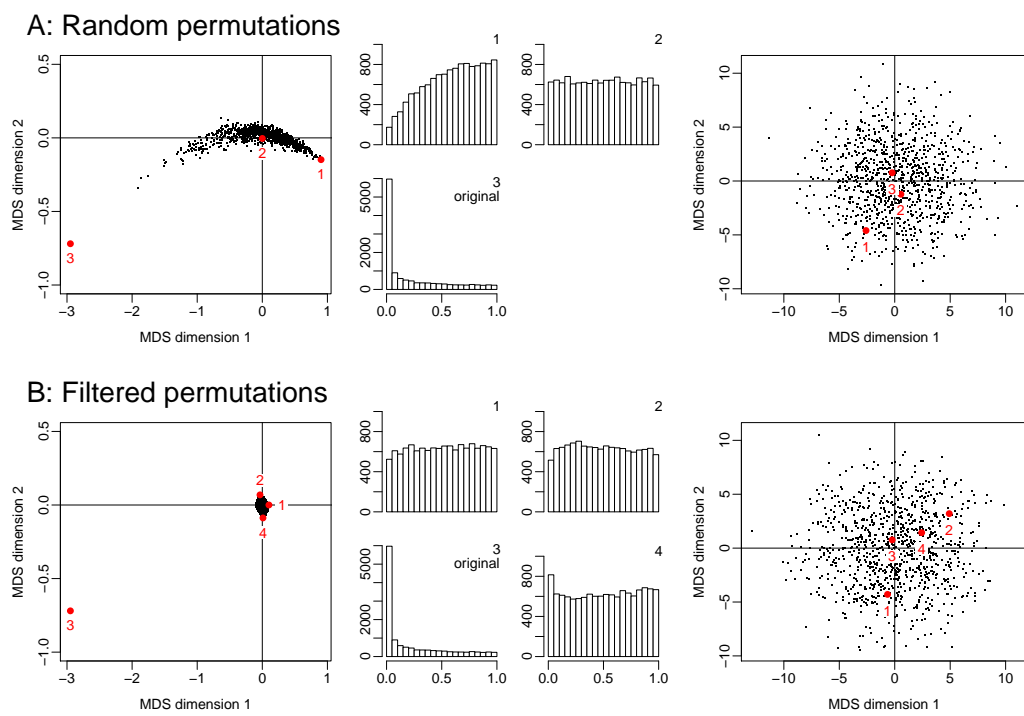 A: Random permutations
MDS dimension 2
−1.0 −0.5 0.0 0.5
3 2 1
−3 −2 −1 0 1
MDS dimension 1
1
0 400 800
2
0 400 800
3
original
0 2000 5000
0.0 0.5 1.0
0.0 0.5 1.0
MDS dimension 2
−10 −5 0 5 10
3 2 1
−10 −5 0 5 10
MDS dimension 1
B: Filtered permutations
MDS dimension 2
−1.0 −0.5 0.0 0.5
2 1 4 3
−3 −2 −1 0 1
MDS dimension 1
1
0 400 800
2
0 400 800
3
original
0 2000 5000
0.0 0.5 1.0
4
0 400 800
0.0 0.5 1.0
MDS dimension 2
−10 −5 0 5 10
2 4 3 1
−10 −5 0 5 10
MDS dimension 1